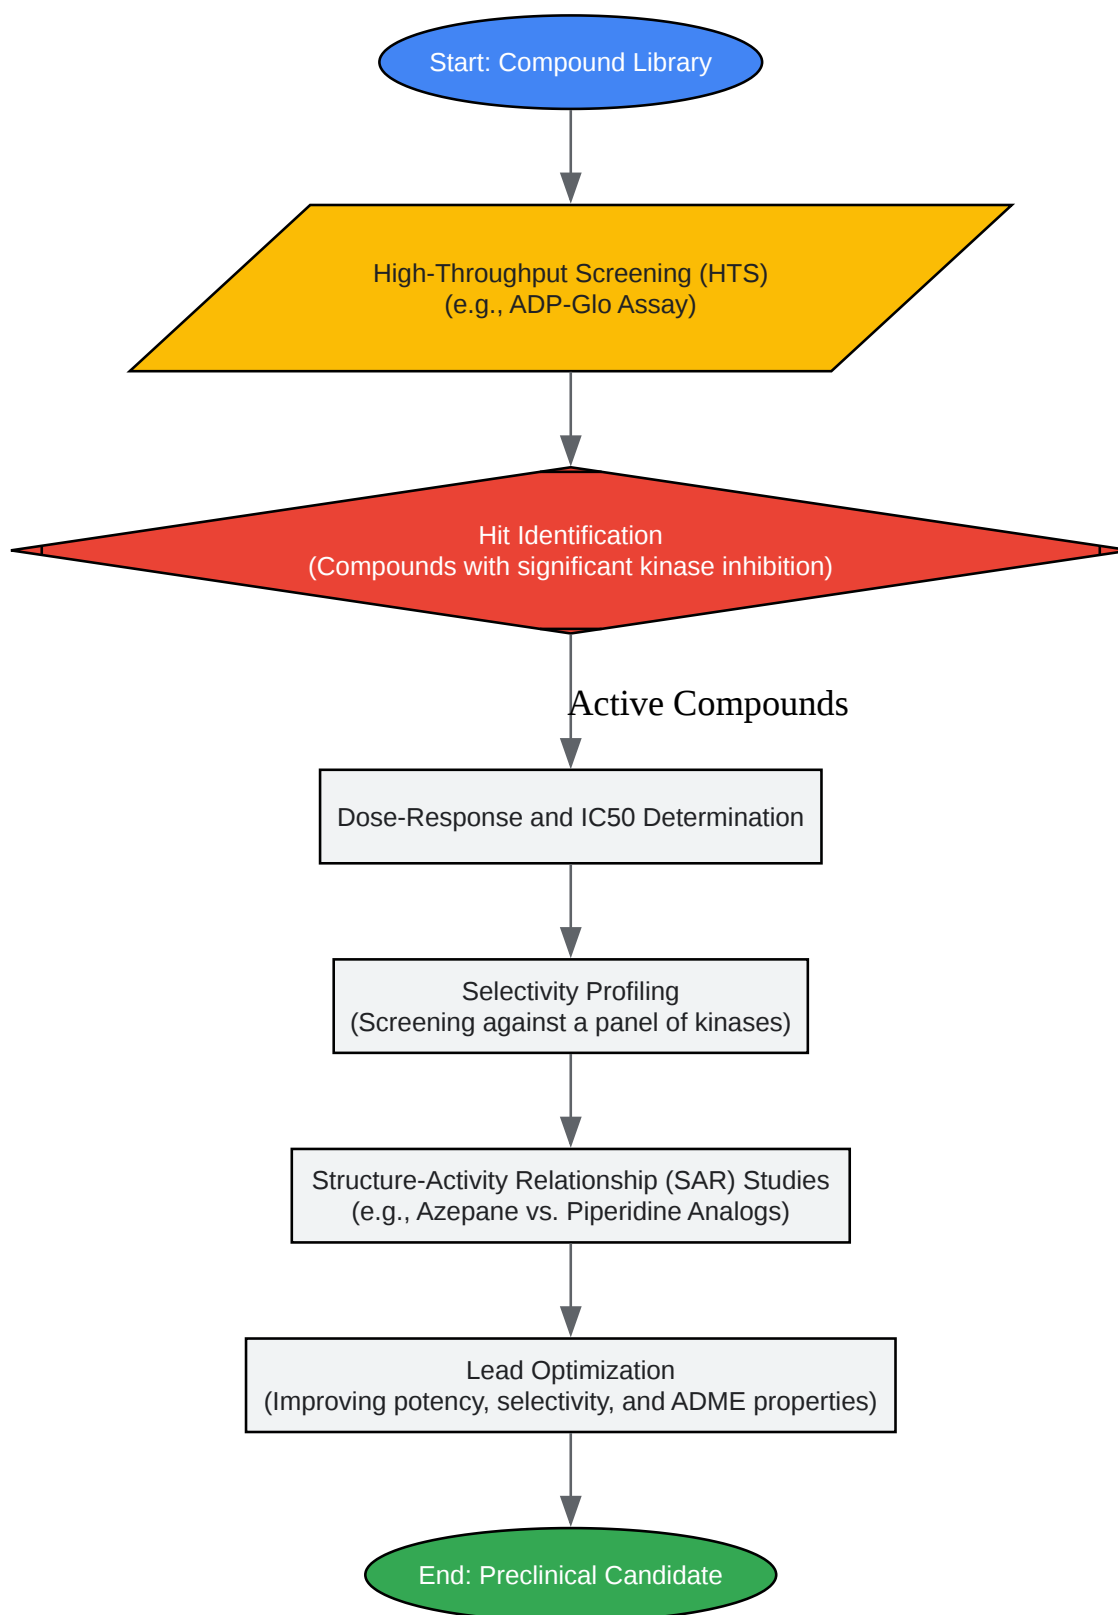 Start: Compound Library
High-Throughput Screening (HTS)
(e.g., ADP-Glo Assay)
Hit Identification
(Compounds with significant kinase inhibition)
Active Compounds
Dose-Response and IC50 Determination
Selectivity Profiling
(Screening against a panel of kinases)
Structure-Activity Relationship (SAR) Studies
(e.g., Azepane vs. Piperidine Analogs)
Lead Optimization
(Improving potency, selectivity, and ADME properties)
End: Preclinical Candidate